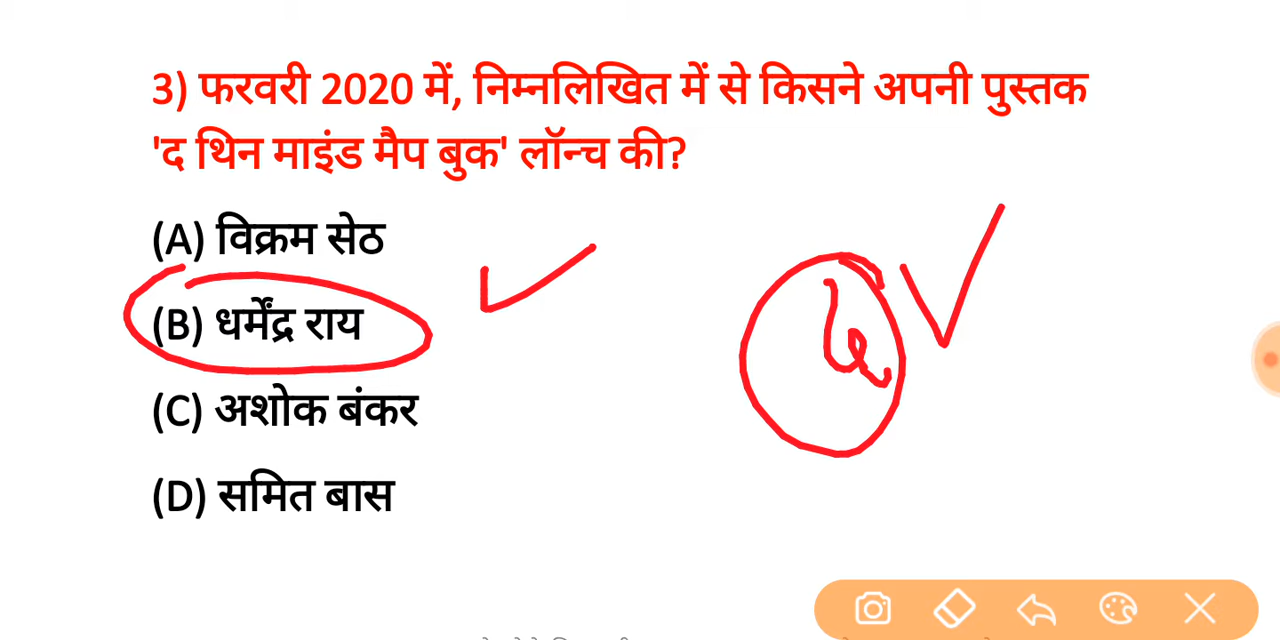 3) फरवरी 2020 में, निम्नलिखित में से किसने अपनी पुस्तक
'द थिन माइंड मैप बुक' लॉन्च की?
(A) विक्रम सेठ
(B) धर्मेंद्र राय
(C) अशोक बंकर
(D) समित बास